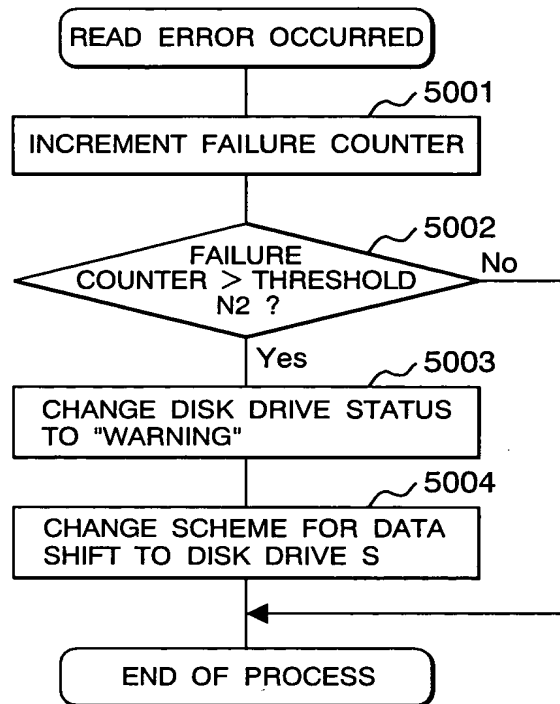 READ ERROR OCCURRED
5001
INCREMENT FAILURE COUNTER
5002
FAILURE
COUNTER > THRESHOLD
N2 ?
No
Yes
5003
CHANGE DISK DRIVE STATUS
TO "WARNING"
5004
CHANGE SCHEME FOR DATA
SHIFT TO DISK DRIVE S
END OF PROCESS